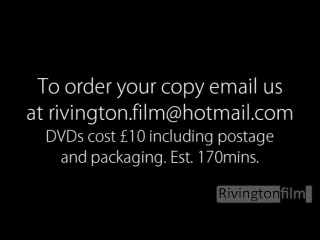 To order your copy email us
at rivington.film@hotmail.com
DVDs cost £10 including postage
and packaging. Est. 170mins.
Rivingtonfilm